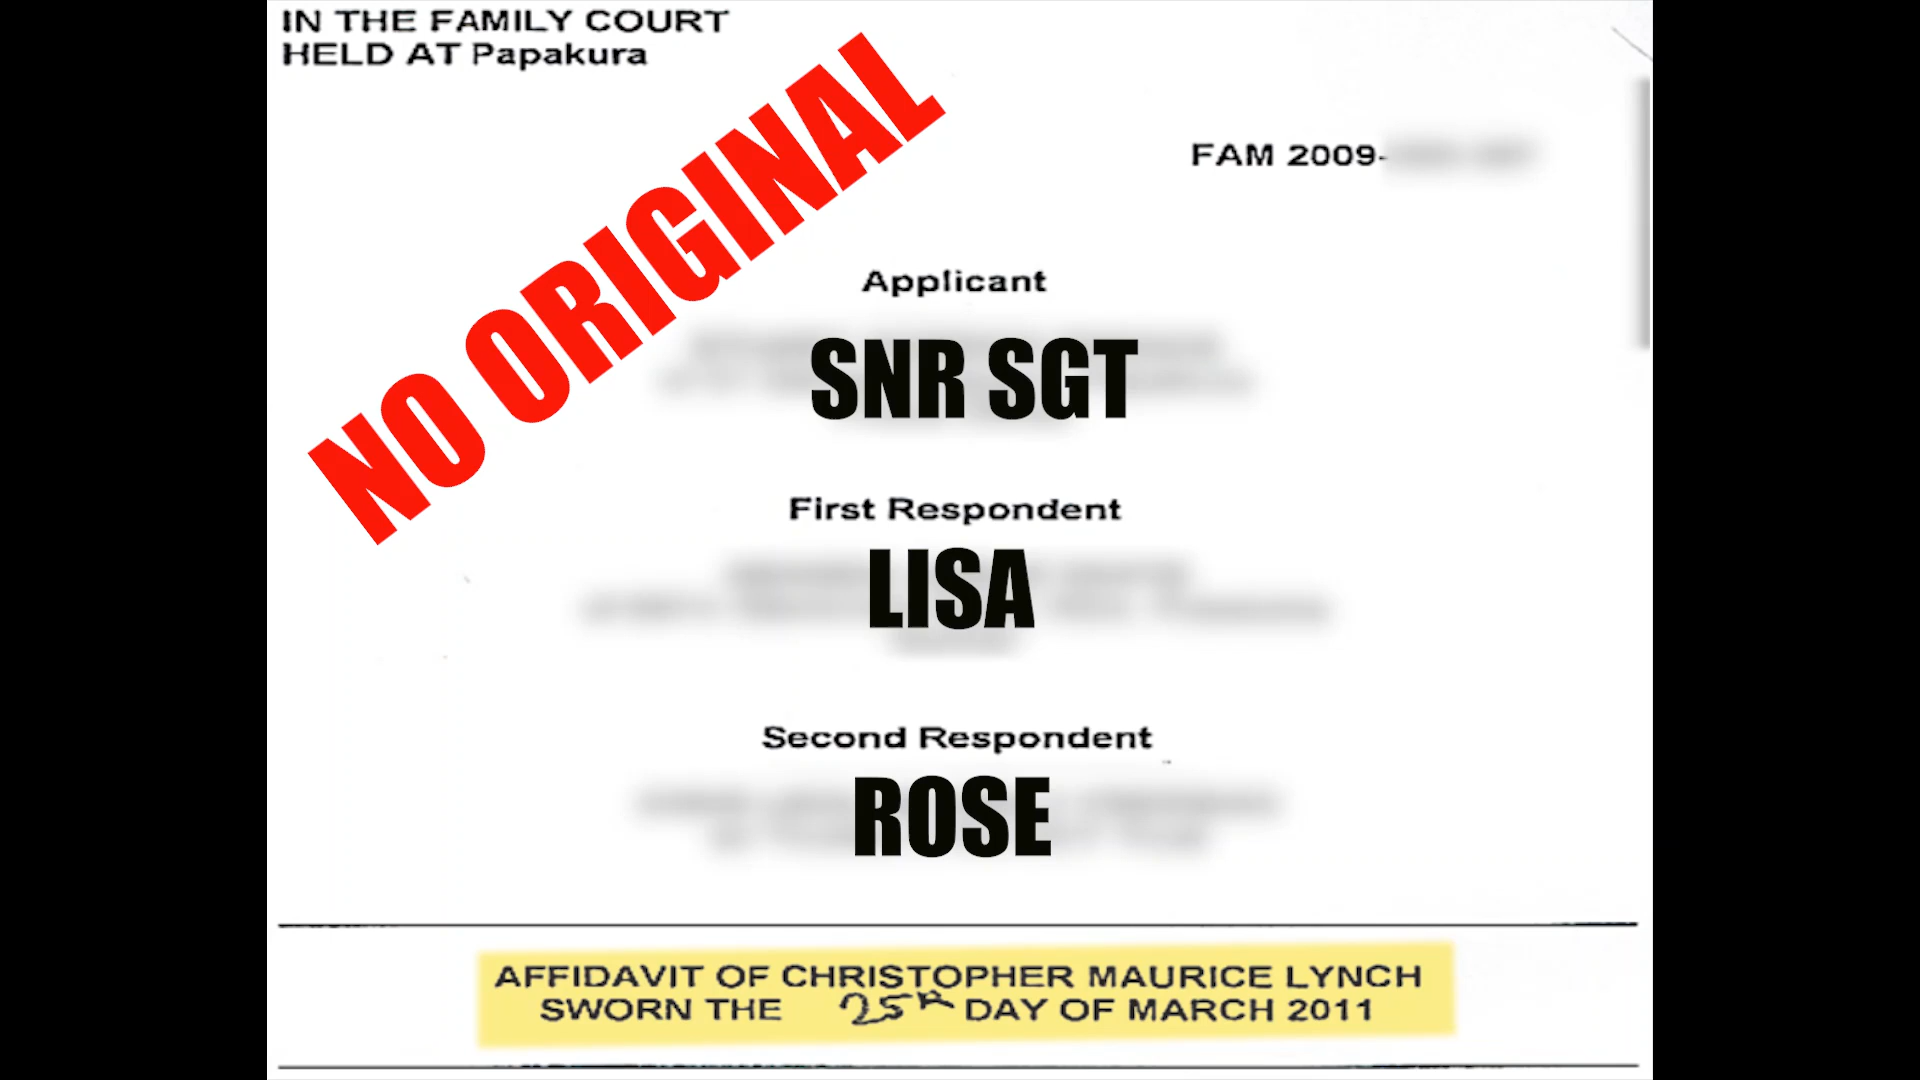 IN THE FAMILY COURT
HELD AT Papakura
NO ORIGINAL
FAM 2009-
Applicant
SNR SGT
First Respondent
LISA
Second Respondent
ROSE
AFFIDAVIT OF CHRISTOPHER MAURICE LYNCH
SWORN THE 25th DAY OF MARCH 2011